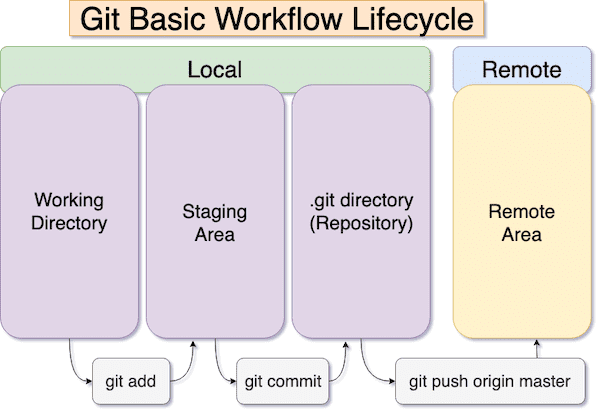 Git Basic Workflow Lifecycle
Local
Remote
Working
Directory
Staging
Area
.git directory
(Repository)
Remote
Area
git add
git commit
git push origin master